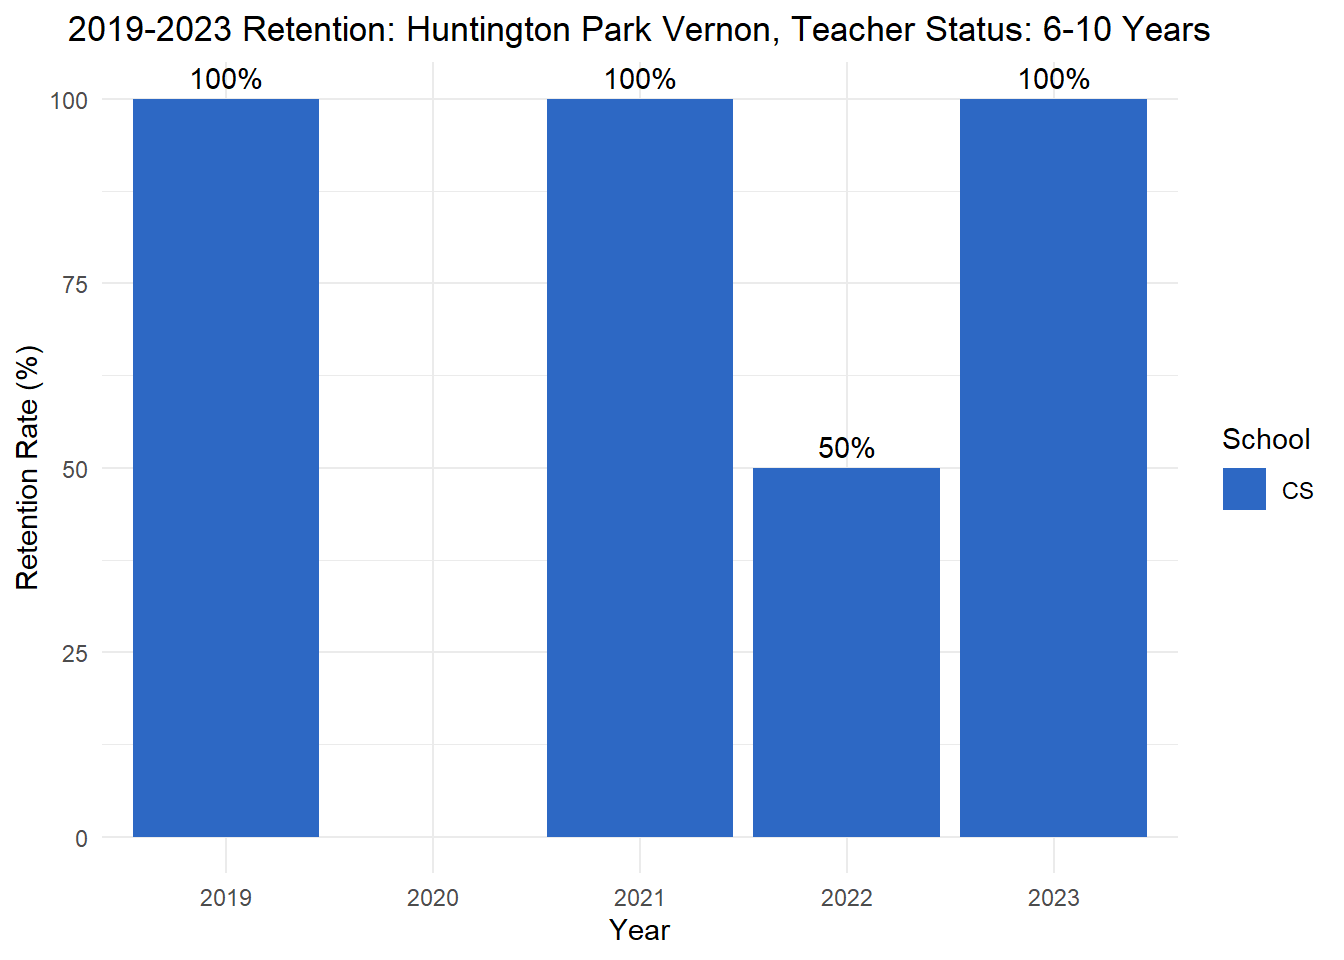 2019-2023 Retention: Huntington Park Vernon, Teacher Status: 6-10 Years
100%
100%
50%
100%
100
75
50
25
0
Retention Rate (%)
2019
2020
2021
2022
2023
Year
School
CS